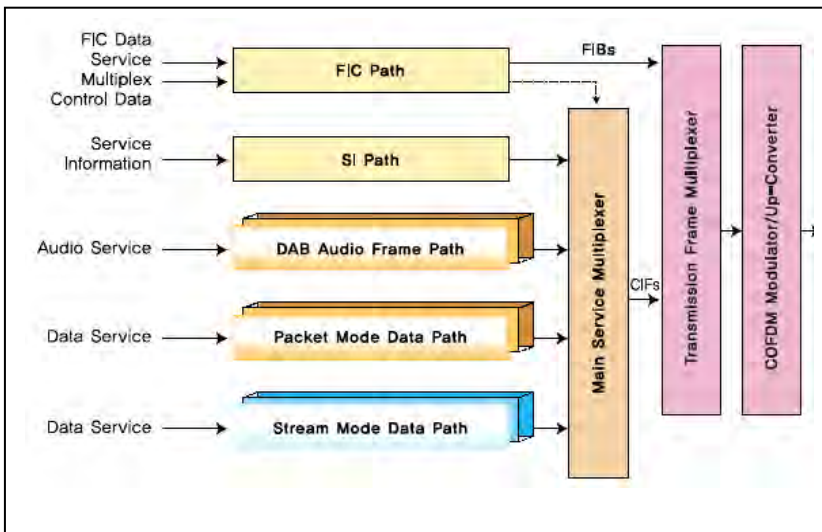 FIC Data
Service
Multiplex
Control Data
FIC Path
FIBs
Service
Information
SI Path
Audio Service
DAB Audio Frame Path
Data Service
Packet Mode Data Path
Data Service
Stream Mode Data Path
Main Service Multiplexer
CIFs
Transmission Frame Multiplexer
COFDM Modulator/Up-Converter